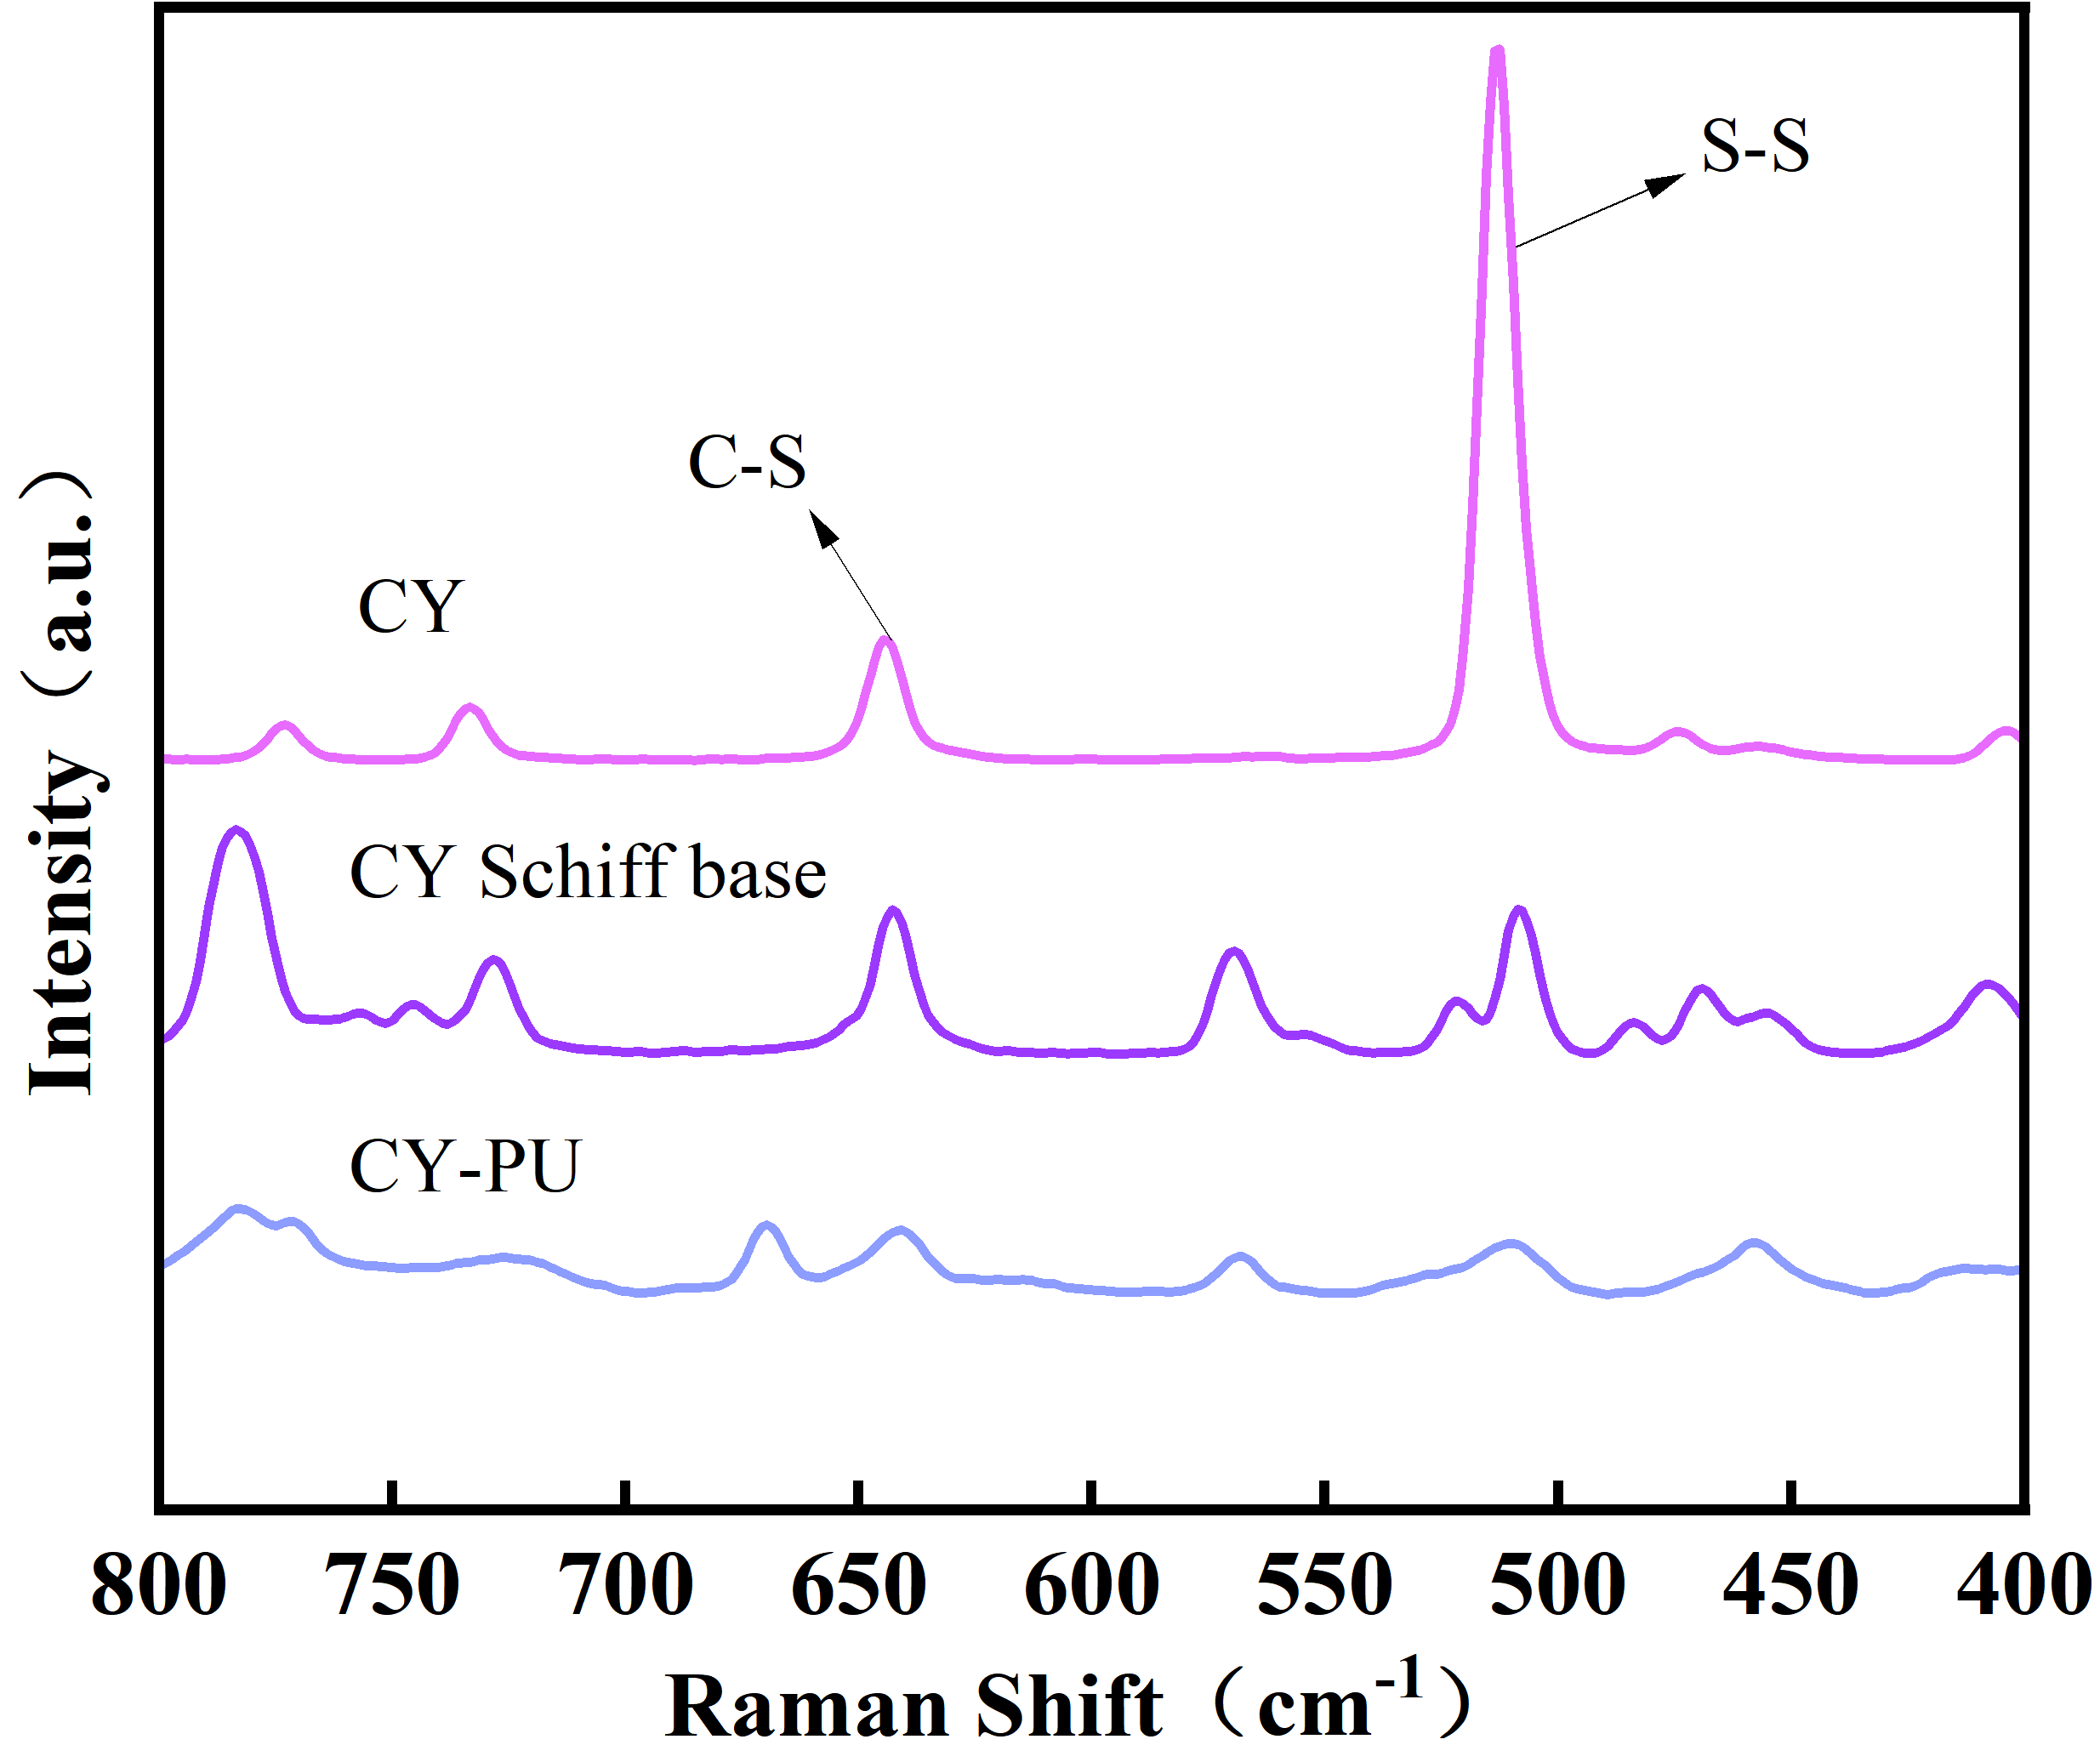 S-S
C-S
CY
CY Schiff base
CY-PU
Intensity（a.u.）
800 750 700 650 600 550 500 450 400
Raman Shift（cm-1）